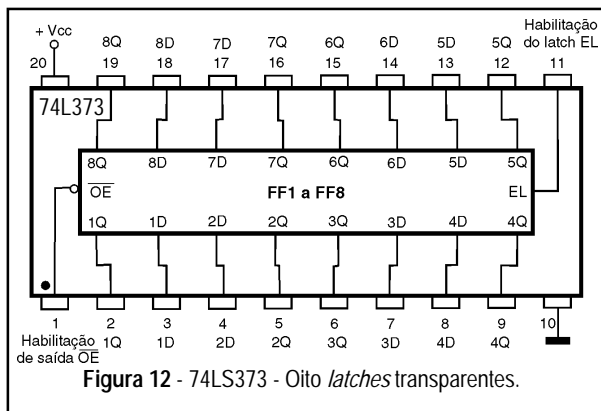 + Vcc
Habilitação
do latch EL
8Q 8D 7D 7Q 6Q 6D 5D 5Q
20 19 18 17 16 15 14 13 12 11
74L373
8Q 8D 7D 7Q 6Q 6D 5D 5Q
OE FF1 a FF8 EL
1Q 1D 2D 2Q 3Q 3D 4D 4Q
1 2 3 4 5 6 7 8 9 10
Habilitação
de saída OE
1Q 1D 2D 2Q 3Q 3D 4D 4Q
Figura 12 - 74LS373 - Oito latches transparentes.